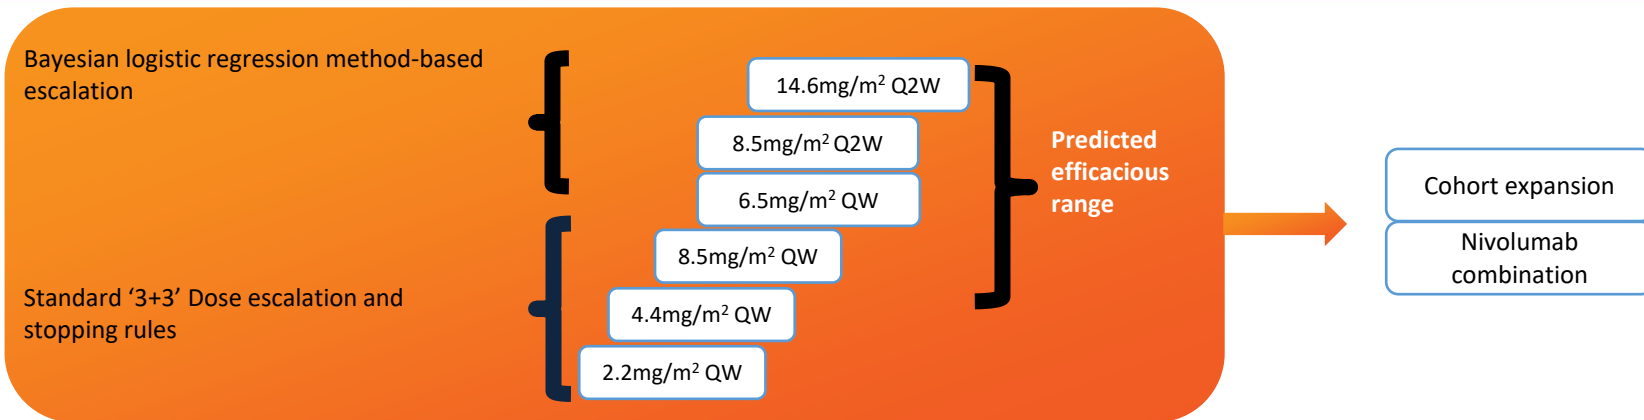 Bayesian logistic regression method-based
escalation
Standard ‘3+3’ Dose escalation and
stopping rules
14.6mg/m² Q2W
8.5mg/m² Q2W
6.5mg/m² QW
8.5mg/m² QW
4.4mg/m² QW
2.2mg/m² QW
Predicted
efficacious
range
Cohort expansion
Nivolumab
combination